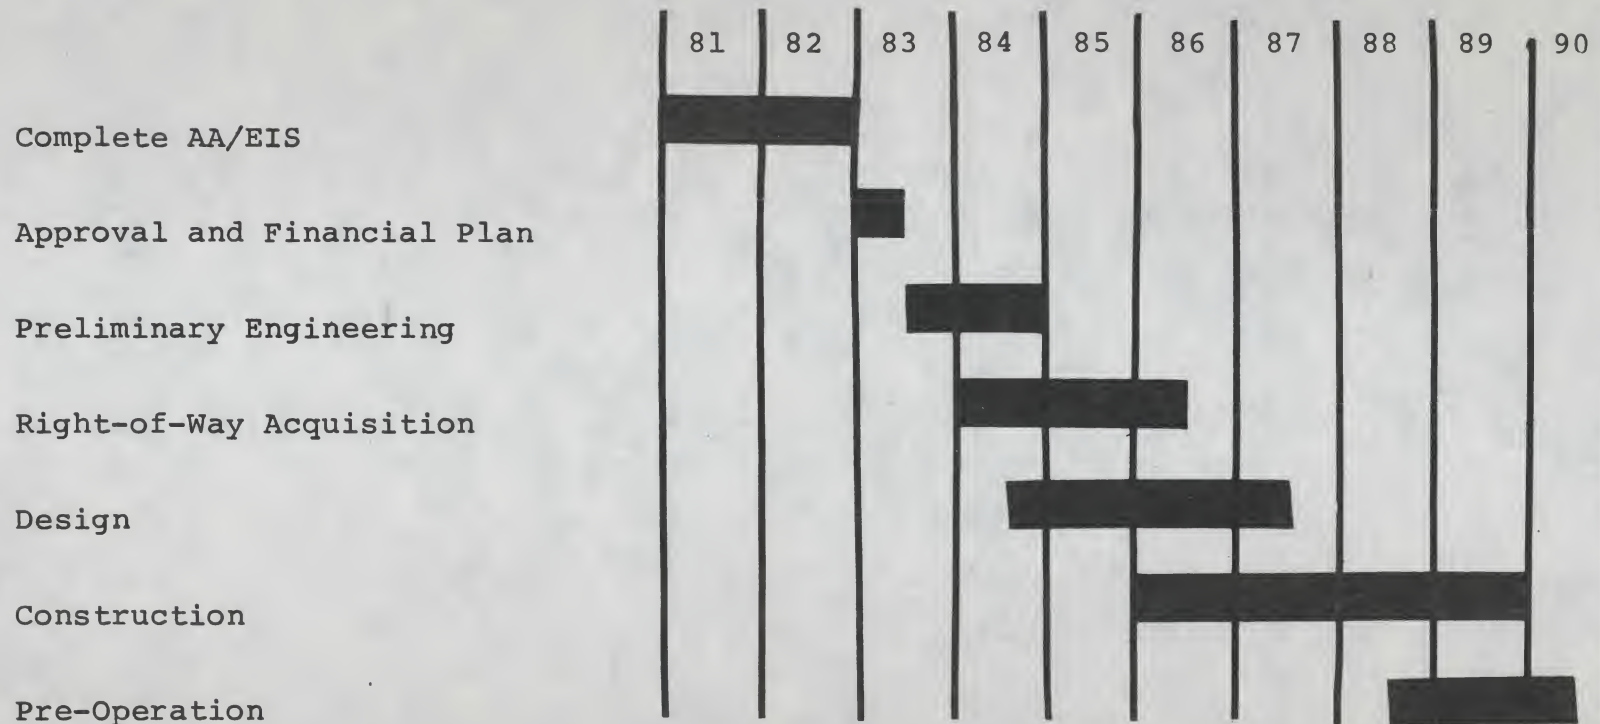 81 82 83 84 85 86 87 88 89 90
Complete AA/EIS
Approval and Financial Plan
Preliminary Engineering
Right-of-Way Acquisition
Design
Construction
Pre-Operation